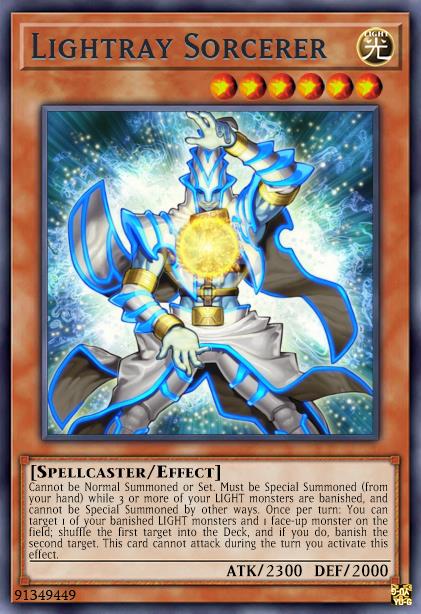 Lightray Sorcerer
LIGHT
光
[Spellcaster/Effect]
Cannot be Normal Summoned or Set. Must be Special Summoned (from
your hand) while 3 or more of your LIGHT monsters are banished, and
cannot be Special Summoned by other ways. Once per turn: You can
target 1 of your banished LIGHT monsters and 1 face-up monster on the
field; shuffle the first target into the Deck, and if you do, banish the
second target. This card cannot attack during the turn you activate this
effect.
ATK/2300 DEF/2000
91349449